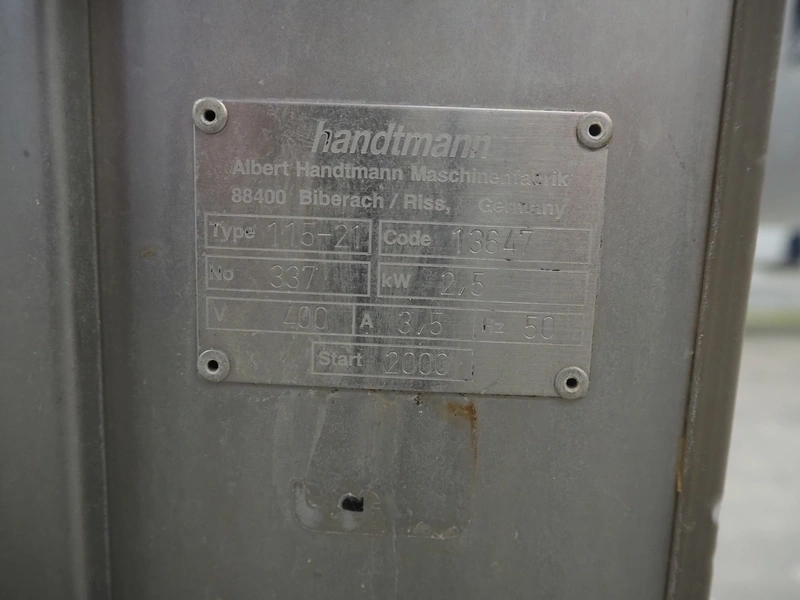 handtmann
Albert Handtmann Maschinenfabrik
88400 Biberach / Riss, Germany
Type 115-21 Code 13647
No 337 kW 2,5
V 400 A 3,5 Hz 50
Start 2000